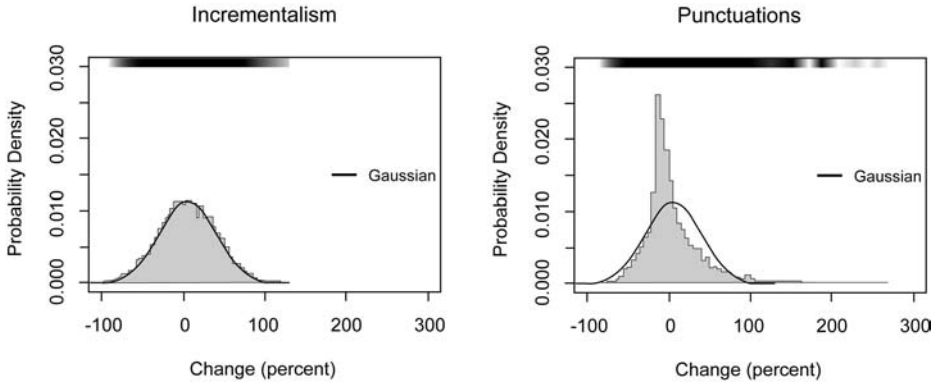 Incrementalism
Probability Density
0.030
0.020
0.010
0.000
Gaussian
-100 0 100 200 300
Change (percent)
Punctuations
Probability Density
0.030
0.020
0.010
0.000
Gaussian
-100 0 100 200 300
Change (percent)